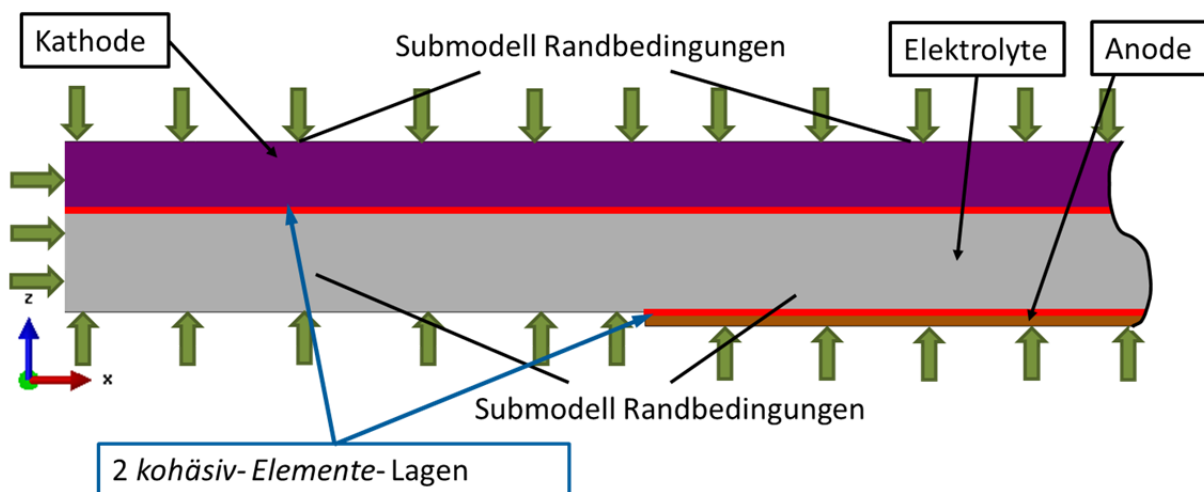 Kathode
Submodell Randbedingungen
Elektrolyte
Anode
z
x
Submodell Randbedingungen
2 kohäsiv- Elemente- Lagen